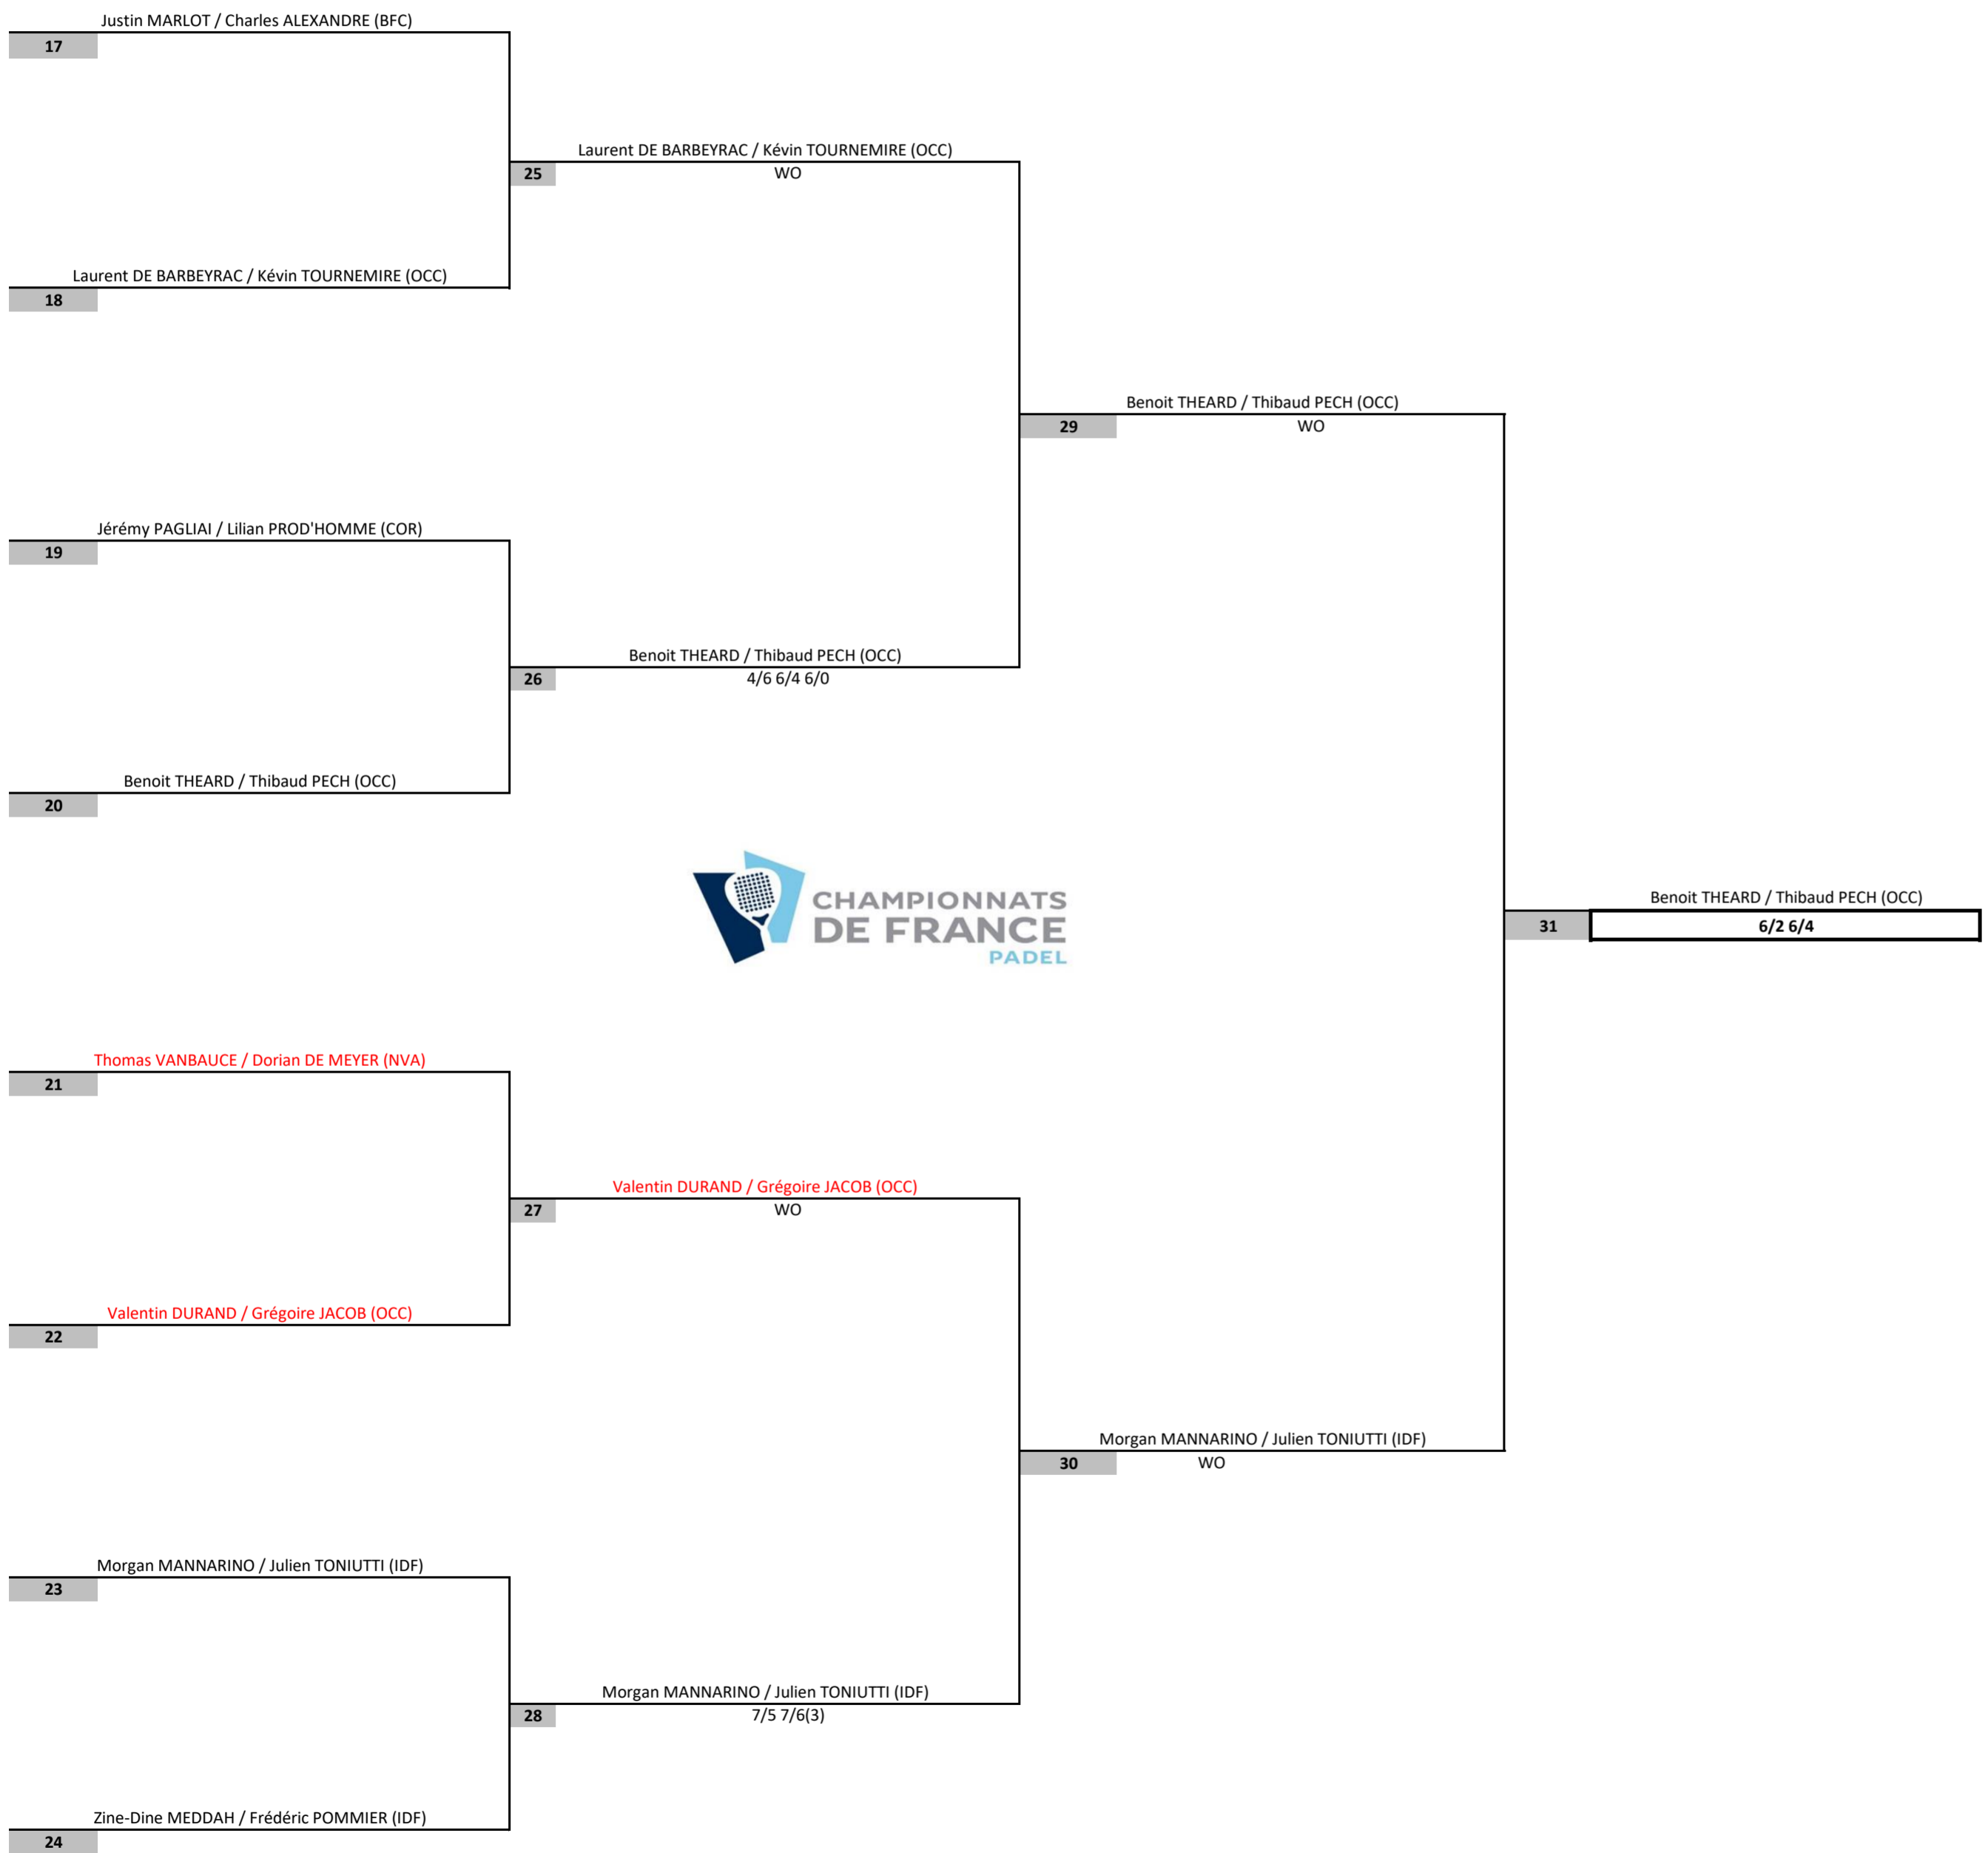 Justin MARLOT / Charles ALEXANDRE (BFC)
17
Laurent DE BARBEYRAC / Kévin TOURNEMIRE (OCC)
25
WO
Laurent DE BARBEYRAC / Kévin TOURNEMIRE (OCC)
18
Benoit THEARD / Thibaud PECH (OCC)
29
WO
Jérémy PAGLIAI / Lilian PROD'HOMME (COR)
19
Benoit THEARD / Thibaud PECH (OCC)
26
4/6 6/4 6/0
Benoit THEARD / Thibaud PECH (OCC)
20
CHAMPIONNATS
DE FRANCE
PADEL
Benoit THEARD / Thibaud PECH (OCC)
31
6/2 6/4
Thomas VANBAUCE / Dorian DE MEYER (NVA)
21
Valentin DURAND / Grégoire JACOB (OCC)
27
WO
Valentin DURAND / Grégoire JACOB (OCC)
22
Morgan MANNARINO / Julien TONIUTTI (IDF)
30
WO
Morgan MANNARINO / Julien TONIUTTI (IDF)
23
Morgan MANNARINO / Julien TONIUTTI (IDF)
28
7/5 7/6(3)
Zine-Dine MEDDAH / Frédéric POMMIER (IDF)
24